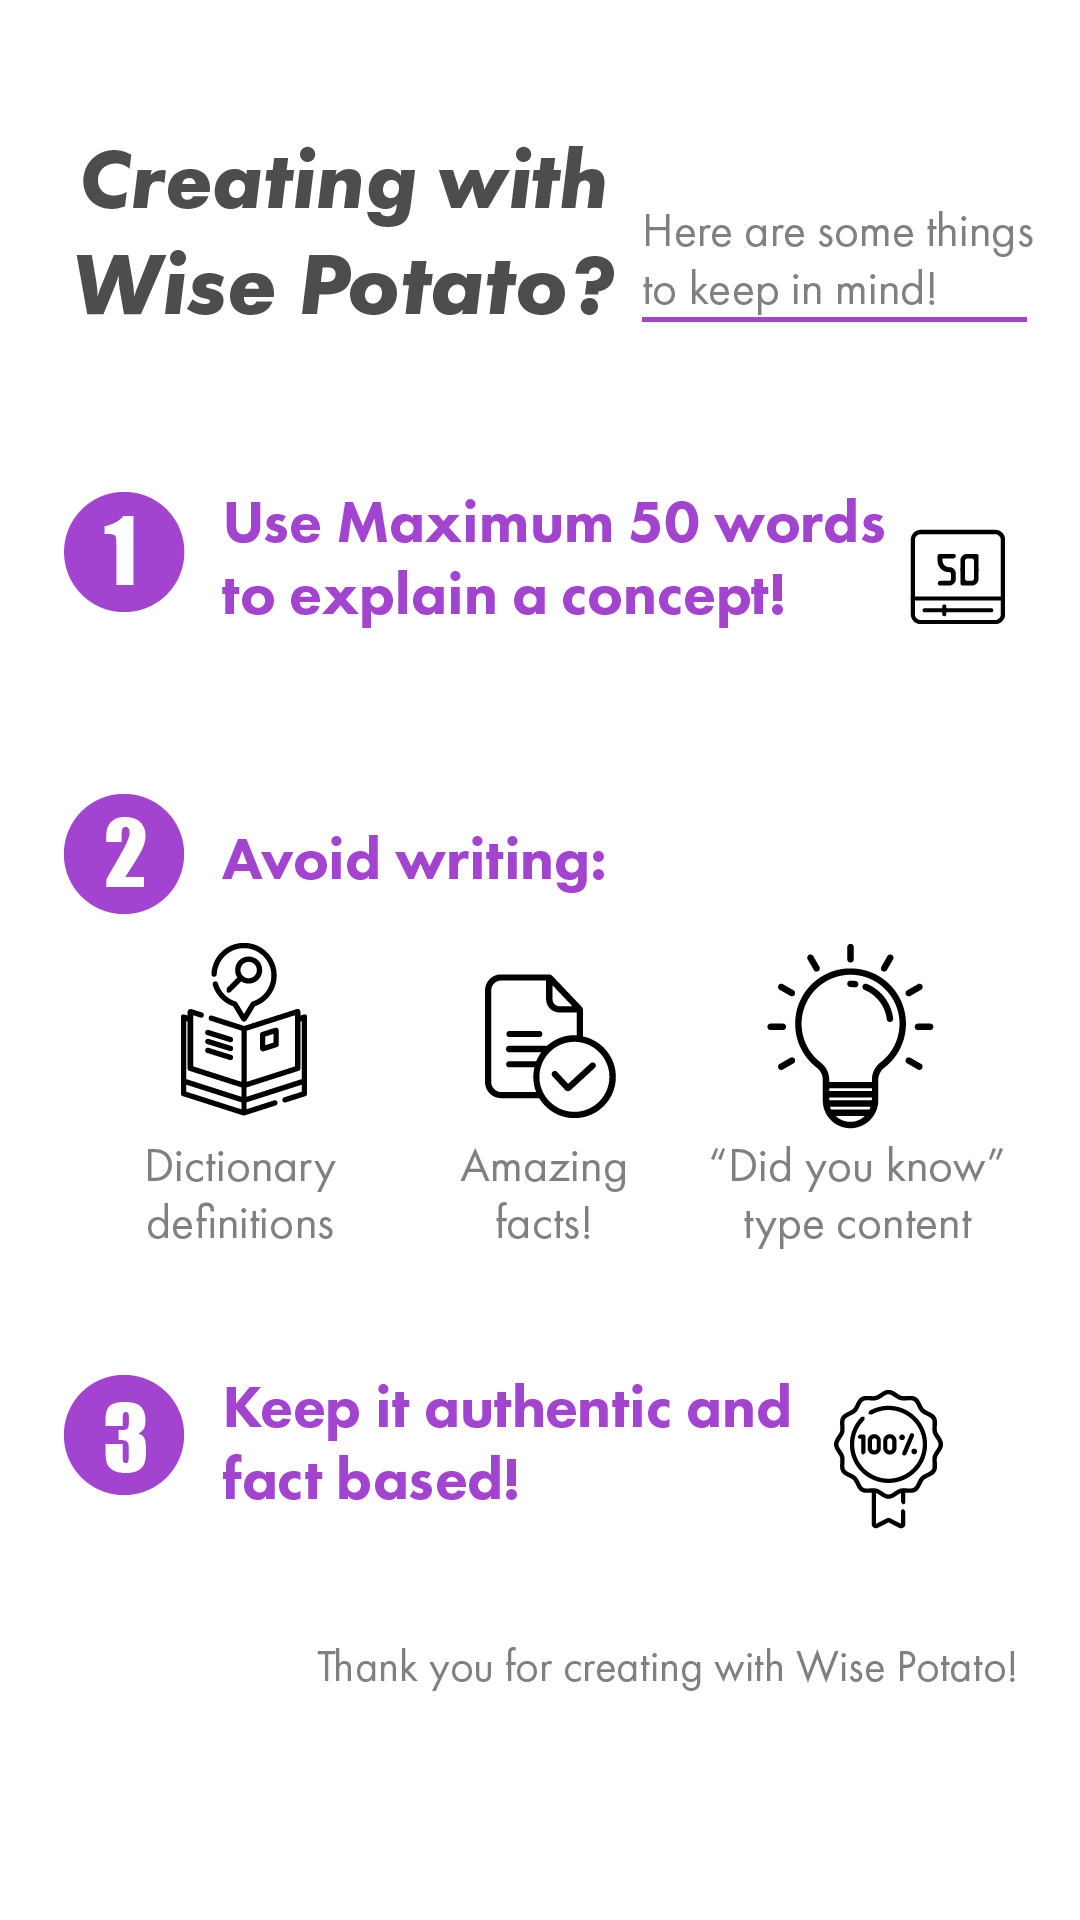 Creating with
Wise Potato?
Here are some things
to keep in mind!
1
Use Maximum 50 words
to explain a concept!
50
2
Avoid writing:
Dictionary
definitions
Amazing
facts!
“Did you know”
type content
3
Keep it authentic and
fact based!
100%
Thank you for creating with Wise Potato!